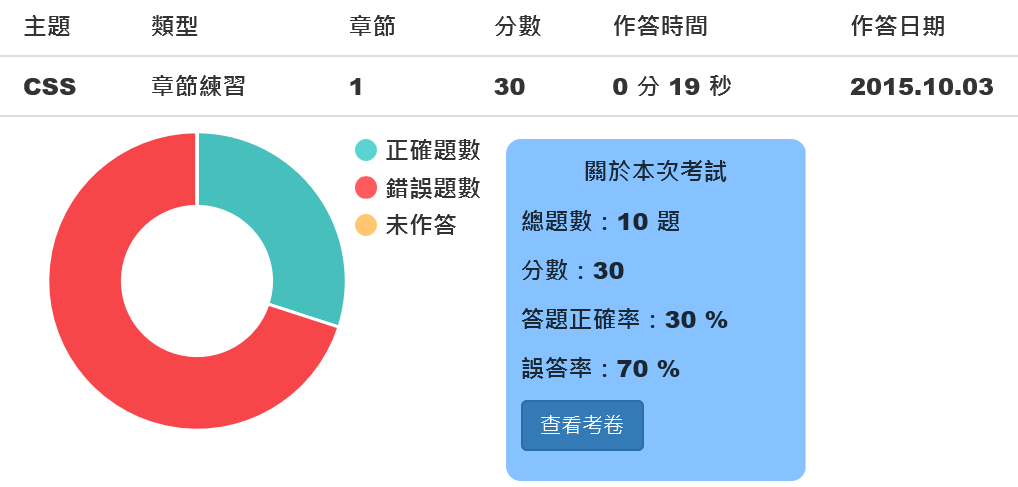 主題 類型 章節 分數 作答時間 作答日期
CSS 章節練習 1 30 0 分 19 秒 2015.10.03
正確題數
錯誤題數
未作答
關於本次考試
總題數：10 題
分數：30
答題正確率：30 %
誤答率：70 %
查看考卷